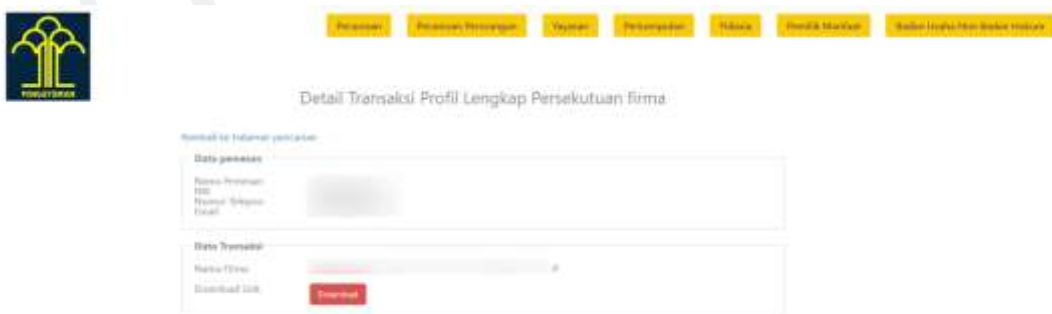 Perseroan Perseroan Perorangan Yayasan Perkumpulan Fidusia Pemilik Manfaat Badan Usaha Non Badan Hukum
PENGAYOMAN
Detail Transaksi Profil Lengkap Persekutuan firma
Kembali ke halaman pencarian
Data pemesan
Nama Pemesan
NIK
Nomor Telepon
Email
Data Transaksi
Nama Firma
Download Link Download